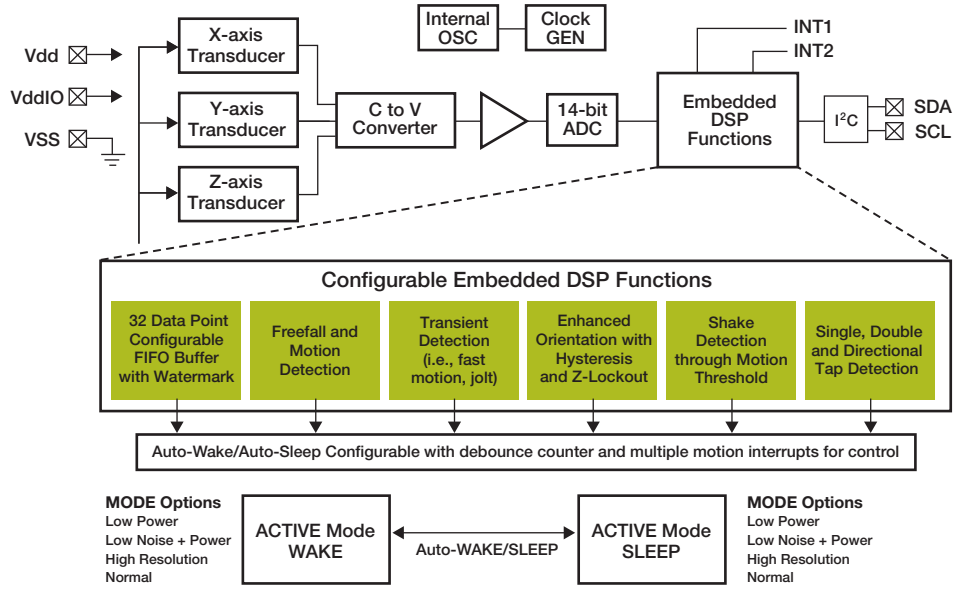 Vdd
VddIO
VSS
X-axis
Transducer
Y-axis
Transducer
Z-axis
Transducer
Internal
OSC
Clock
GEN
C to V
Converter
14-bit
ADC
Embedded
DSP
Functions
INT1
INT2
I²C
SDA
SCL
Configurable Embedded DSP Functions
32 Data Point
Configurable
FIFO Buffer
with Watermark
Freefall and
Motion
Detection
Transient
Detection
(i.e., fast
motion, jolt)
Enhanced
Orientation with
Hysteresis
and Z-Lockout
Shake
Detection
through Motion
Threshold
Single, Double
and Directional
Tap Detection
Auto-Wake/Auto-Sleep Configurable with debounce counter and multiple motion interrupts for control
MODE Options
Low Power
Low Noise + Power
High Resolution
Normal
ACTIVE Mode
WAKE
Auto-WAKE/SLEEP
ACTIVE Mode
SLEEP
MODE Options
Low Power
Low Noise + Power
High Resolution
Normal